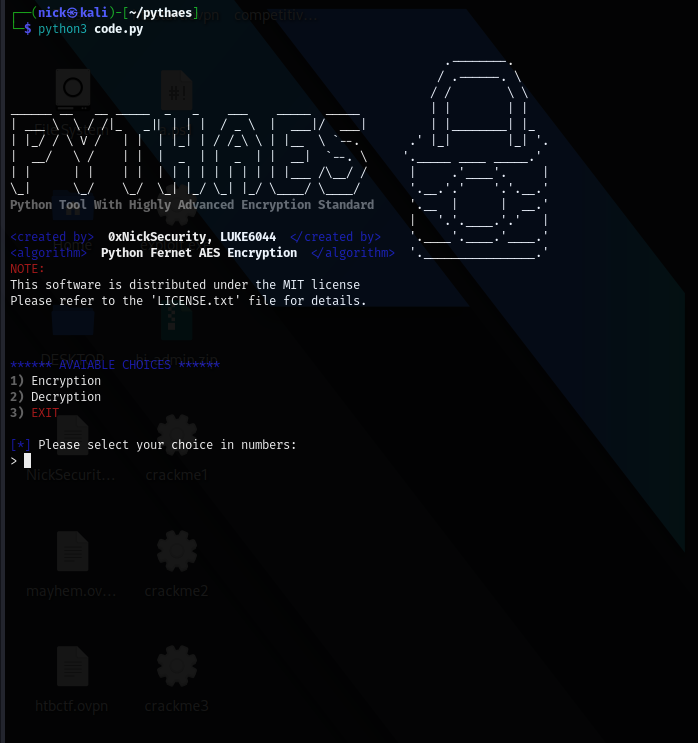 ┌──(nick㉿kali)-[~/pythaes]
└─$ python3 code.py
PYTHAES
Python Tool With Highly Advanced Encryption Standard
<created by> 0xNickSecurity, LUKE6044 </created by>
<algorithm> Python Fernet AES Encryption </algorithm>
NOTE:
This software is distributed under the MIT license
Please refer to the 'LICENSE.txt' file for details.
****** AVAIABLE CHOICES ******
1) Encryption
2) Decryption
3) EXIT
[*] Please select your choice in numbers:
>
NickSecurit... crackme1
mayhem.ov... crackme2
htbctf.ovpn crackme3